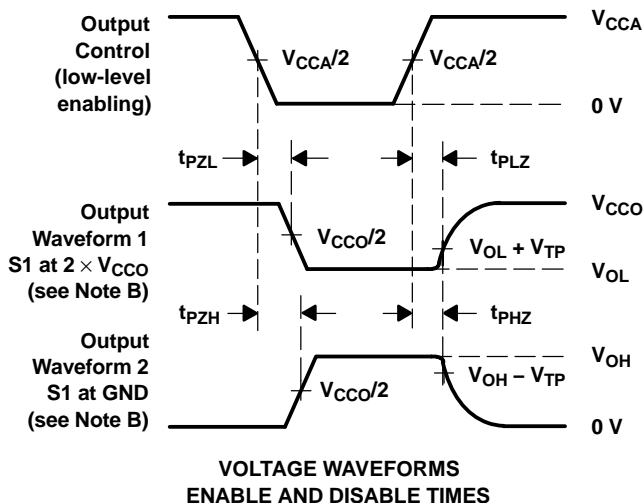 Output
Control
(low-level
enabling)
V_CCA/2
V_CCA/2
V_CCA
0 V
t_PZL
t_PLZ
Output
Waveform 1
S1 at 2 × V_CCO
(see Note B)
V_CCO/2
V_CCO
V_OL + V_TP
V_OL
t_PZH
t_PHZ
Output
Waveform 2
S1 at GND
(see Note B)
V_CCO/2
V_OH
V_OH − V_TP
0 V
VOLTAGE WAVEFORMS
ENABLE AND DISABLE TIMES